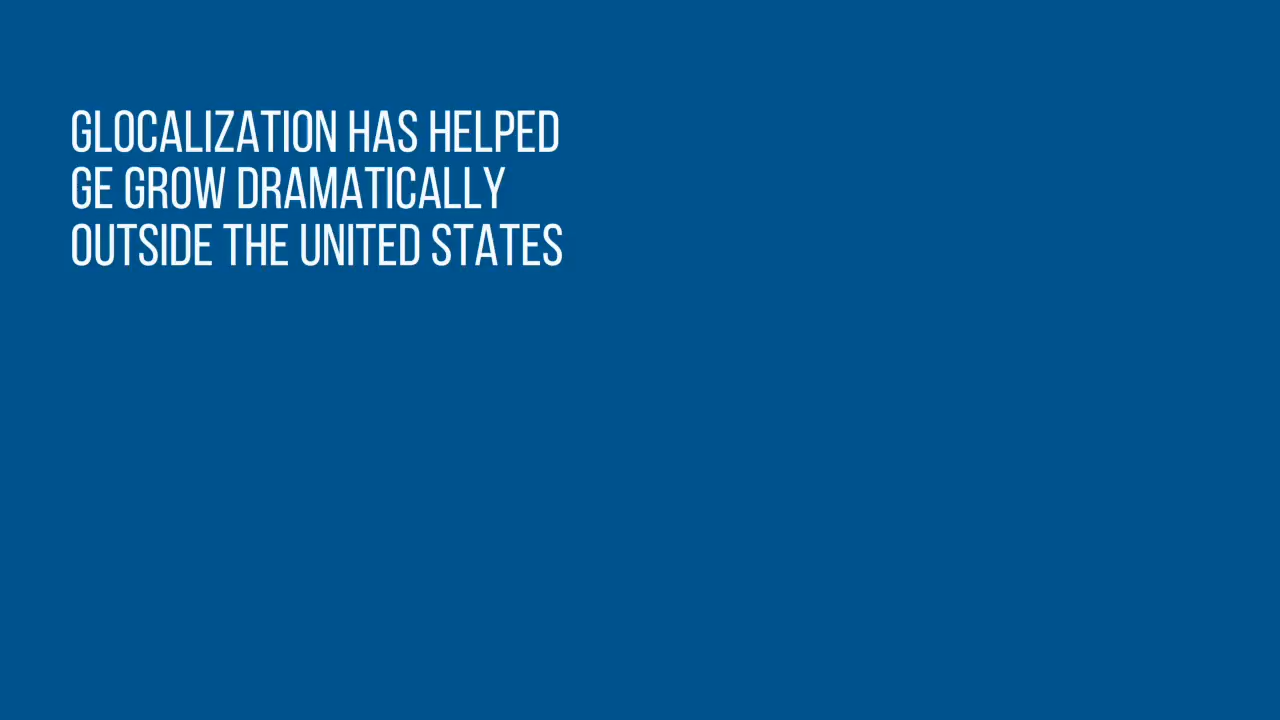 GLOCALIZATION HAS HELPED
GE GROW DRAMATICALLY
OUTSIDE THE UNITED STATES